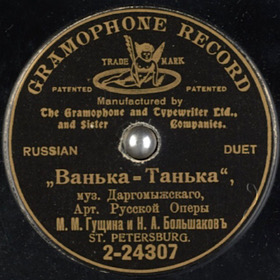 GRAMOPHONE RECORD
TRADE MARK
PATENTED PATENTED
Manufactured by
The Gramophone and Typewriter Ltd.,
and Sister Companies.
RUSSIAN DUET
„Ванька=Танька“,
муз. Даргомыжскаго,
Арт. Русской Оперы
М. М. Гущина и Н. А. Большаковъ
ST. PETERSBURG.
2-24307